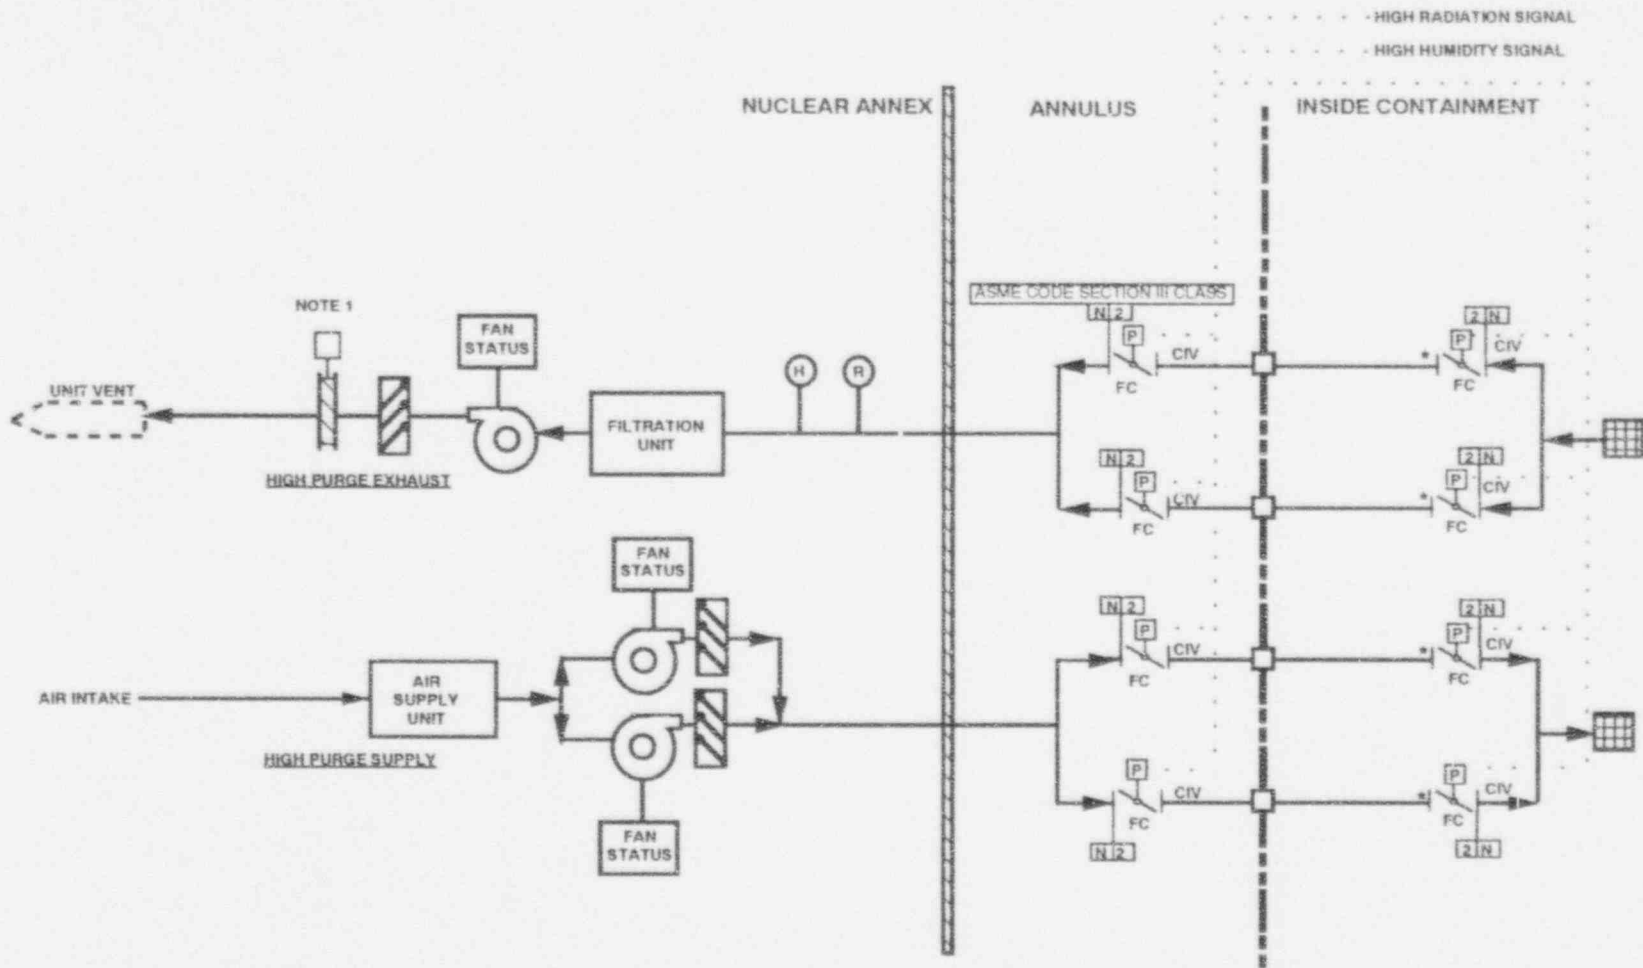 HIGH RADIATION SIGNAL
HIGH HUMIDITY SIGNAL
NUCLEAR ANNEX
ANNULUS
INSIDE CONTAINMENT
ASME CODE SECTION III CLASS
N 2
P
CIV
FC
2 N
P
CIV
*
FC
NOTE 1
FAN STATUS
UNIT VENT
H
R
FILTRATION UNIT
HIGH PURGE EXHAUST
N 2
P
CIV
FC
2 N
P
CIV
*
FC
FAN STATUS
N 2
P
CIV
FC
2 N
P
CIV
*
FC
AIR INTAKE
AIR SUPPLY UNIT
HIGH PURGE SUPPLY
P
CIV
FC
N 2
P
CIV
*
FC
2 N
FAN STATUS